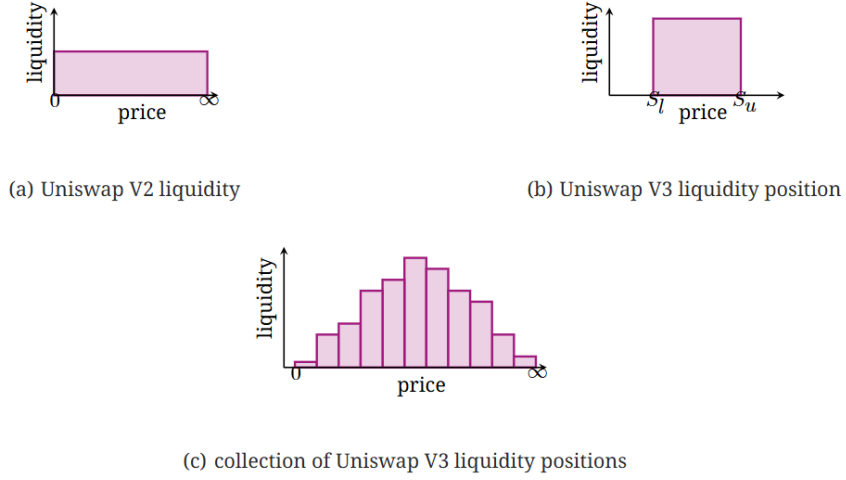 liquidity
0
∞
price
(a) Uniswap V2 liquidity
liquidity
S_l
price
S_u
(b) Uniswap V3 liquidity position
liquidity
0
∞
price
(c) collection of Uniswap V3 liquidity positions